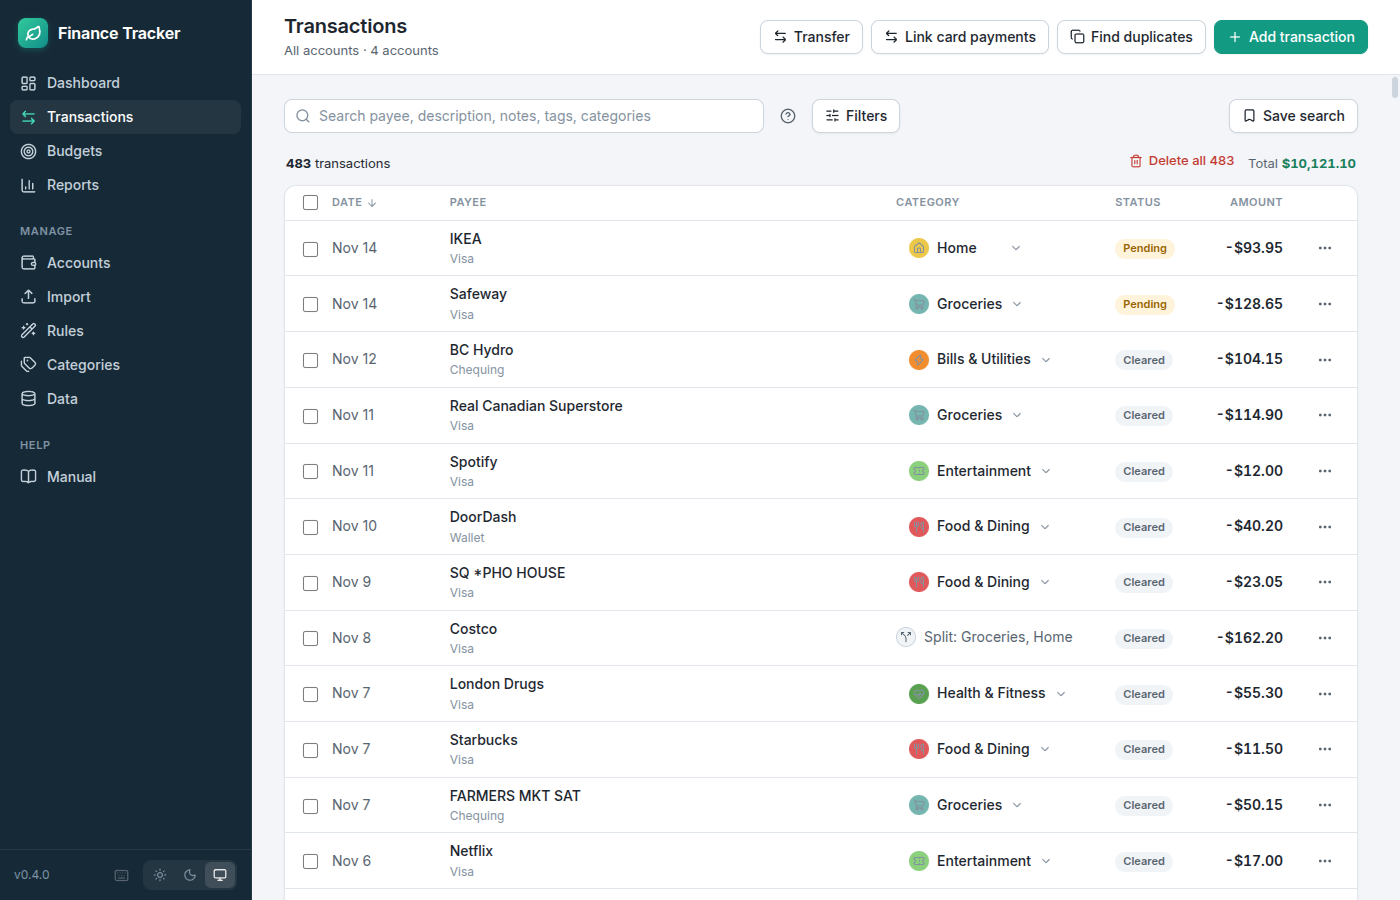 Finance Tracker
Dashboard
Transactions
Budgets
Reports
MANAGE
Accounts
Import
Rules
Categories
Data
HELP
Manual
v0.4.0
Transactions
All accounts · 4 accounts
Transfer
Link card payments
Find duplicates
Add transaction
Search payee, description, notes, tags, categories
Filters
Save search
483 transactions
Delete all 483
Total $10,121.10
DATE PAYEE CATEGORY STATUS AMOUNT
Nov 14 IKEA Home Pending -$93.95
Visa
Nov 14 Safeway Groceries Pending -$128.65
Visa
Nov 12 BC Hydro Bills & Utilities Cleared -$104.15
Chequing
Nov 11 Real Canadian Superstore Groceries Cleared -$114.90
Visa
Nov 11 Spotify Entertainment Cleared -$12.00
Visa
Nov 10 DoorDash Food & Dining Cleared -$40.20
Wallet
Nov 9 SQ *PHO HOUSE Food & Dining Cleared -$23.05
Visa
Nov 8 Costco Split: Groceries, Home Cleared -$162.20
Visa
Nov 7 London Drugs Health & Fitness Cleared -$55.30
Visa
Nov 7 Starbucks Food & Dining Cleared -$11.50
Visa
Nov 7 FARMERS MKT SAT Groceries Cleared -$50.15
Chequing
Nov 6 Netflix Entertainment Cleared -$17.00
Visa